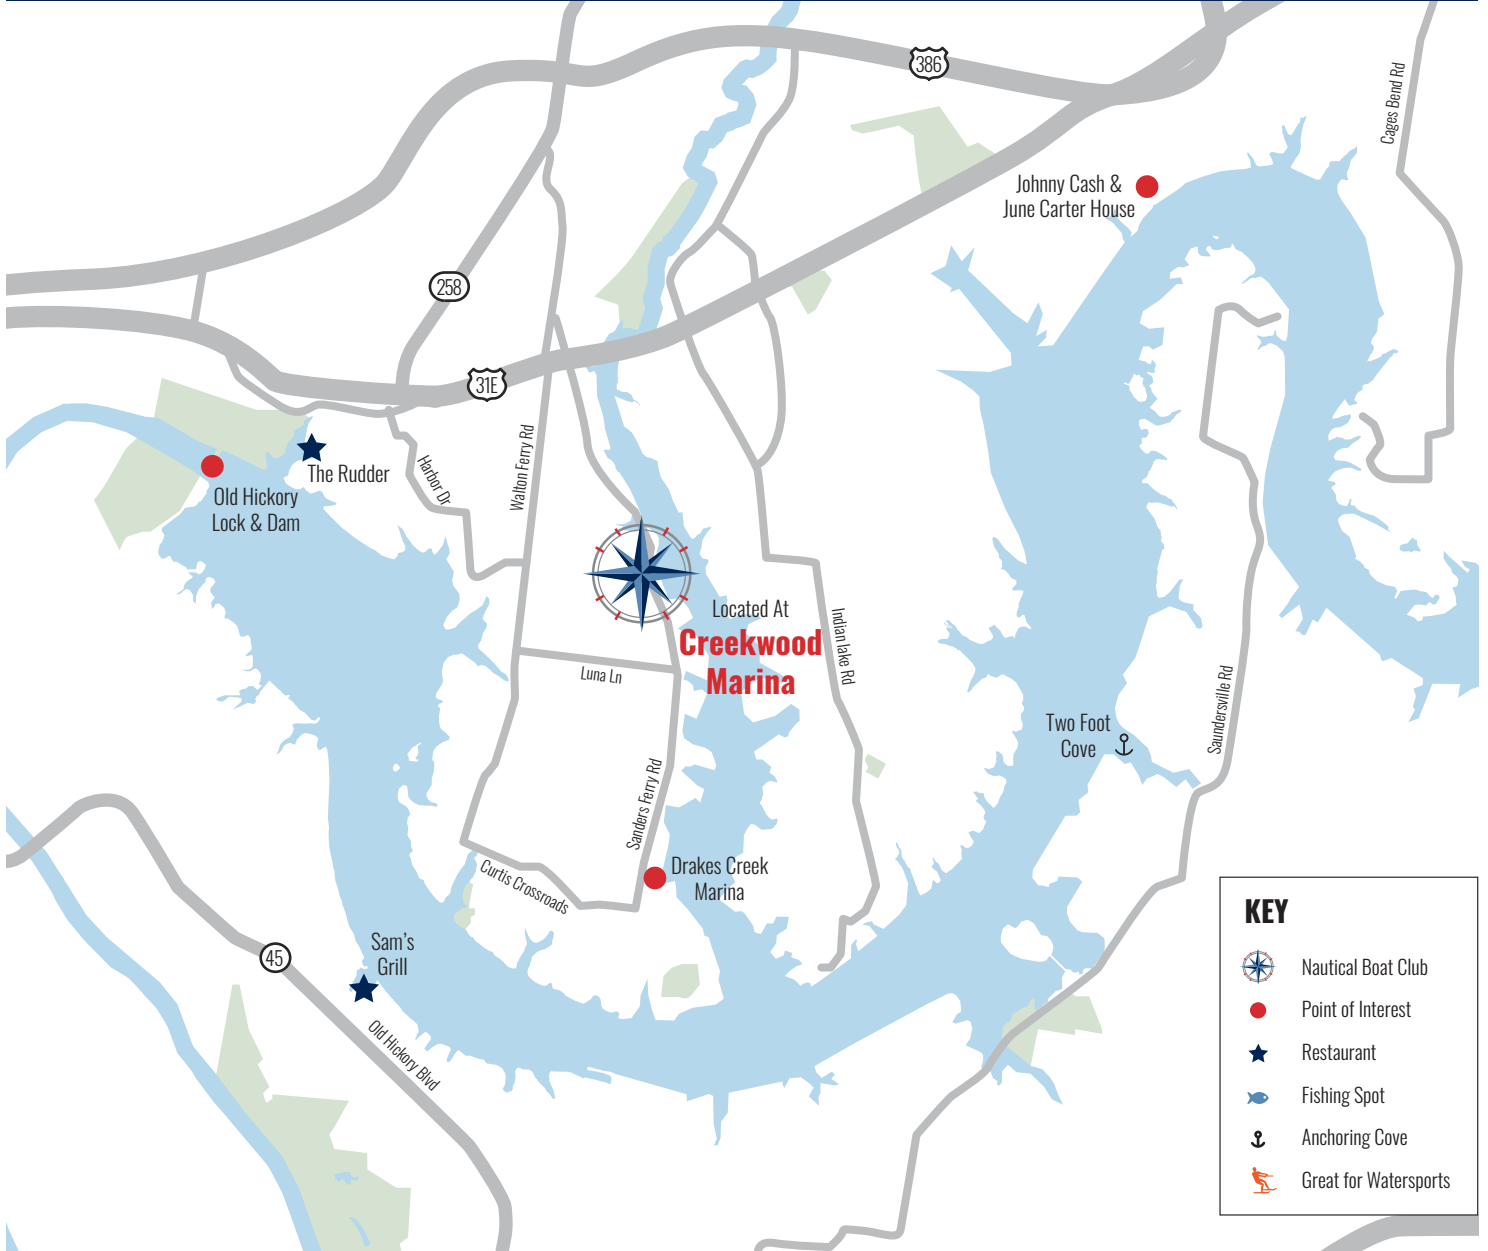 386
Cages Bend Rd
Johnny Cash &
June Carter House
258
31E
The Rudder
Old Hickory
Lock & Dam
Harbor Dr
Walton Ferry Rd
Located At
Creekwood
Marina
Indian lake Rd
Luna Ln
Saundersville Rd
Two Foot
Cove
Sanders Ferry Rd
Drakes Creek
Marina
Curtis Crossroads
Sam's
Grill
45
Old Hickory Blvd
KEY
Nautical Boat Club
Point of Interest
Restaurant
Fishing Spot
Anchoring Cove
Great for Watersports